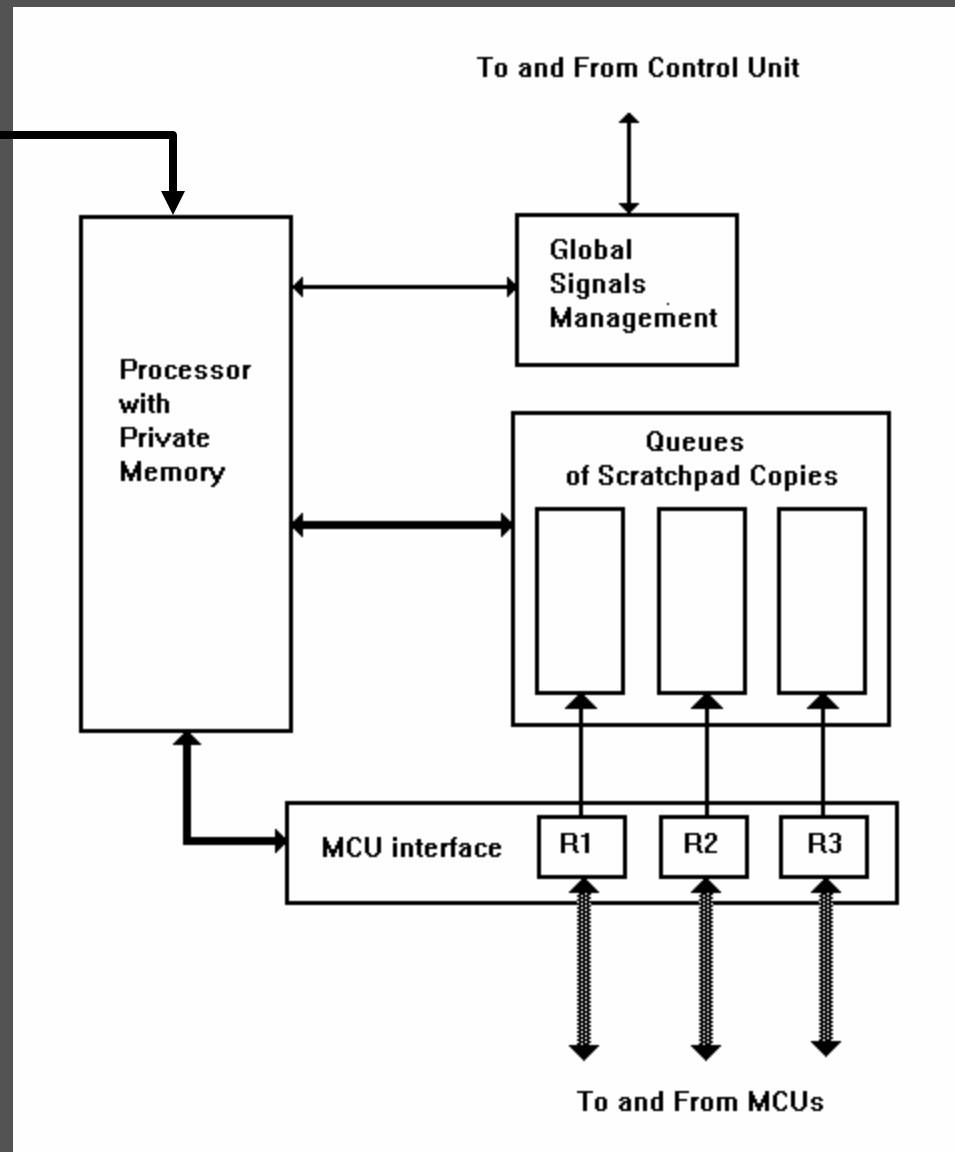 To and From Control Unit
Global
Signals
Management
Processor
with
Private
Memory
Queues
of Scratchpad Copies
MCU interface
R1
R2
R3
To and From MCUs